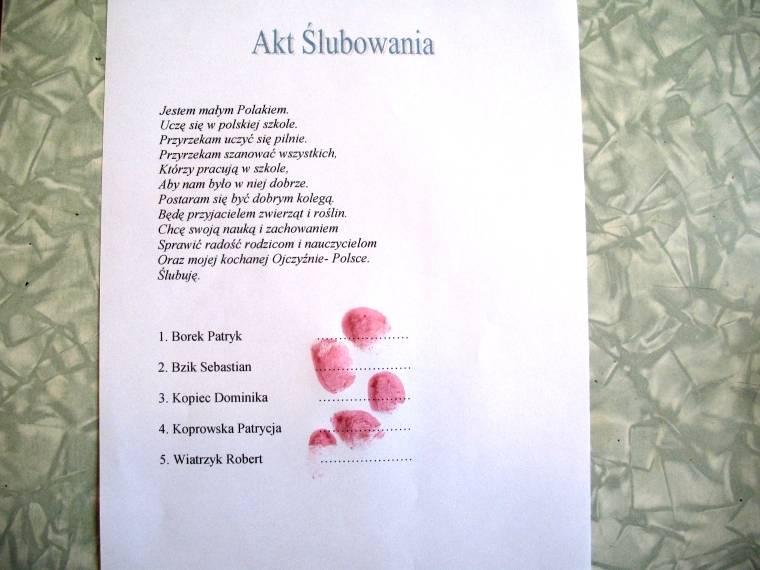 Akt Ślubowania
Jestem małym Polakiem.
Uczę się w polskiej szkole.
Przyrzekam uczyć się pilnie.
Przyrzekam szanować wszystkich,
Którzy pracują w szkole,
Aby nam było w niej dobrze.
Postaram się być dobrym kolegą.
Będę przyjacielem zwierząt i roślin.
Chcę swoją nauką i zachowaniem
Sprawić radość rodzicom i nauczycielom
Oraz mojej kochanej Ojczyźnie- Polsce.
Ślubuję.
1. Borek Patryk ............................
2. Bzik Sebastian ............................
3. Kopiec Dominika ............................
4. Koprowska Patrycja ............................
5. Wiatrzyk Robert ............................